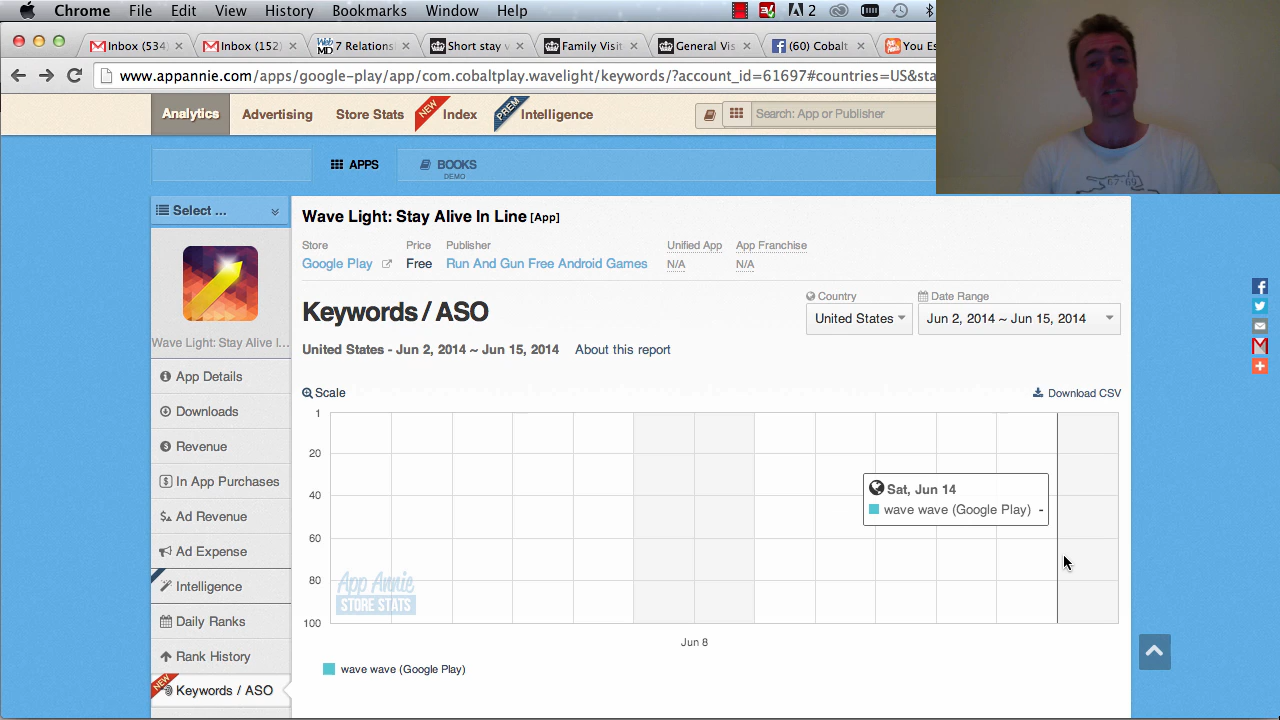 Chrome File Edit View History Bookmarks Window Help 2
Inbox (534 Inbox (152) WebMD 7 Relations Short stay v Family Visit General Vis (60) Cobalt You Es
www.appannie.com/apps/google-play/app/com.cobaltplay.wavelight/keywords/?account_id=61697#countries=US&sta
Analytics Advertising Store Stats NEW Index PREM Intelligence Search: App or Publisher
APPS BOOKS
DEMO
Select ...
Wave Light: Stay Alive In Line [App]
Store Price Publisher Unified App App Franchise
Google Play Free Run And Gun Free Android Games N/A N/A
Keywords / ASO
Country Date Range
United States Jun 2, 2014 ~ Jun 15, 2014
Wave Light: Stay Alive I...
United States - Jun 2, 2014 ~ Jun 15, 2014 About this report
App Details
Downloads
Revenue
In App Purchases
Ad Revenue
Ad Expense
Intelligence
Daily Ranks
Rank History
NEW Keywords / ASO
Scale Download CSV
1
20
40
60
80
100
Sat, Jun 14
wave wave (Google Play) -
App Annie
STORE STATS
Jun 8
wave wave (Google Play)
67-69